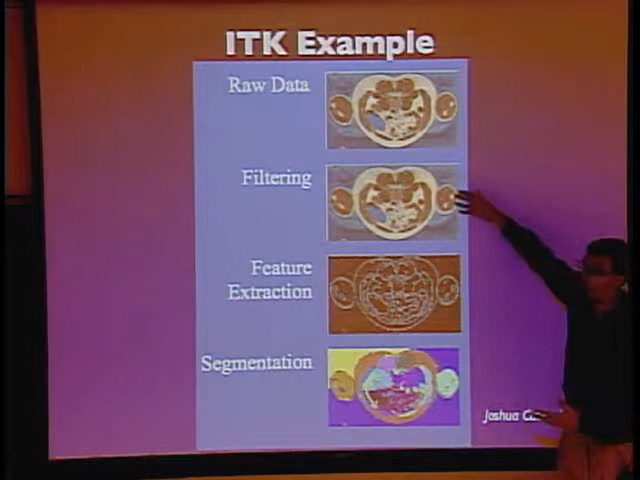 ITK Example
Raw Data
Filtering
Feature
Extraction
Segmentation
Joshua